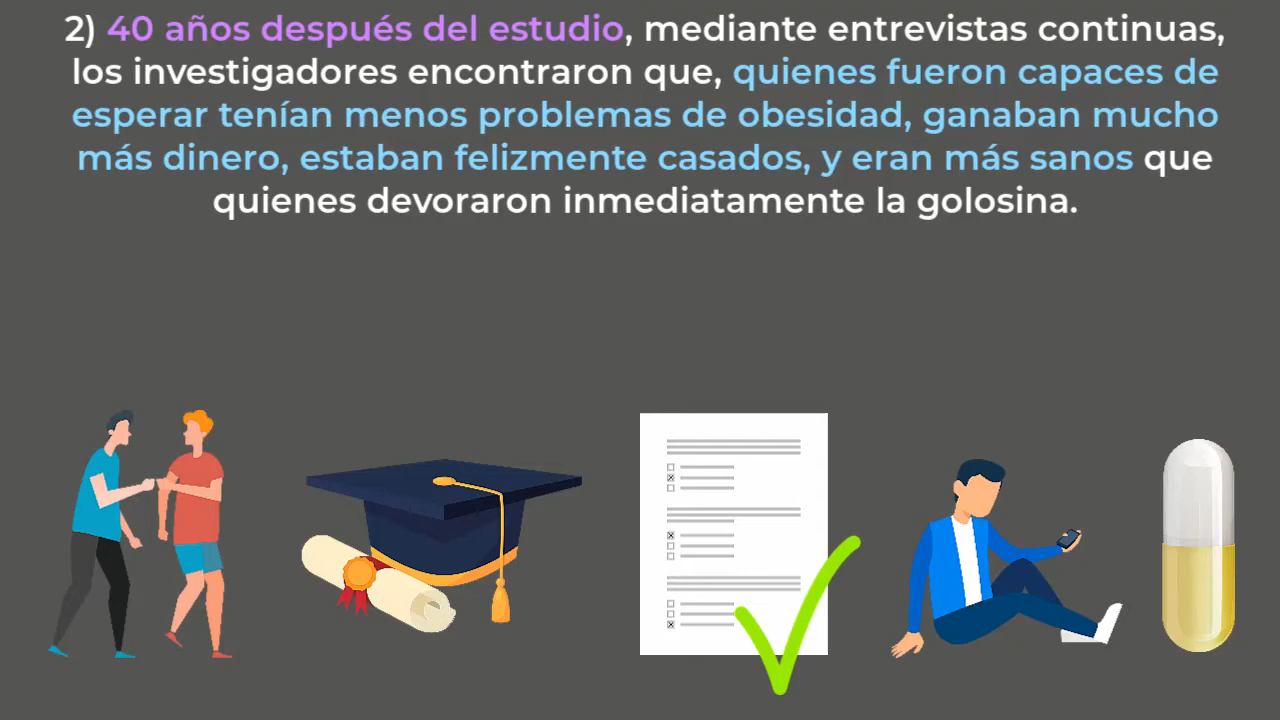 2) 40 años después del estudio, mediante entrevistas continuas,
los investigadores encontraron que, quienes fueron capaces de
esperar tenían menos problemas de obesidad, ganaban mucho
más dinero, estaban felizmente casados, y eran más sanos que
quienes devoraron inmediatamente la golosina.